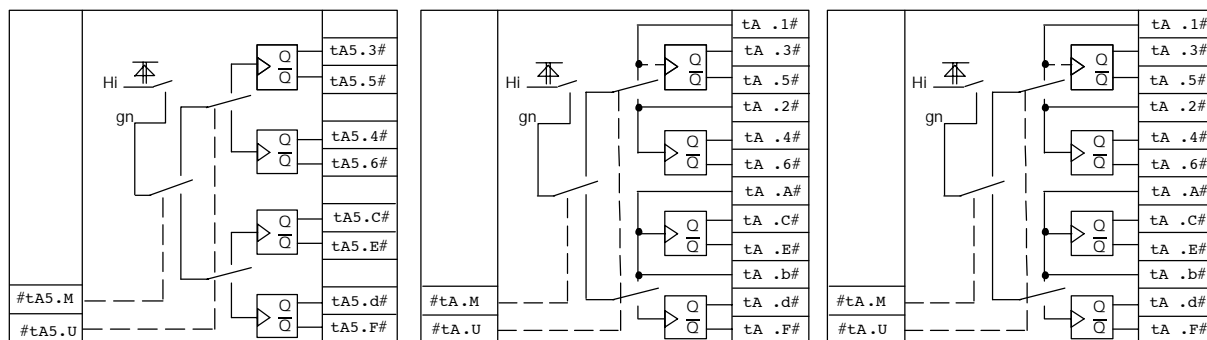 tA5.3#
Q
Hi
Q
tA5.5#
gn
tA5.4#
Q
Q
tA5.6#
tA5.C#
Q
Q
tA5.E#
#tA5.M
tA5.d#
Q
#tA5.U
Q
tA5.F#
tA .1#
tA .3#
Q
Hi
Q
tA .5#
gn
tA .2#
tA .4#
Q
Q
tA .6#
tA .A#
tA .C#
Q
Q
tA .E#
tA .b#
#tA.M
tA .d#
Q
#tA.U
Q
tA .F#
tA .1#
tA .3#
Q
Hi
Q
tA .5#
gn
tA .2#
tA .4#
Q
Q
tA .6#
tA .A#
tA .C#
Q
Q
tA .E#
tA .b#
#tA.M
tA .d#
Q
#tA.U
Q
tA .F#